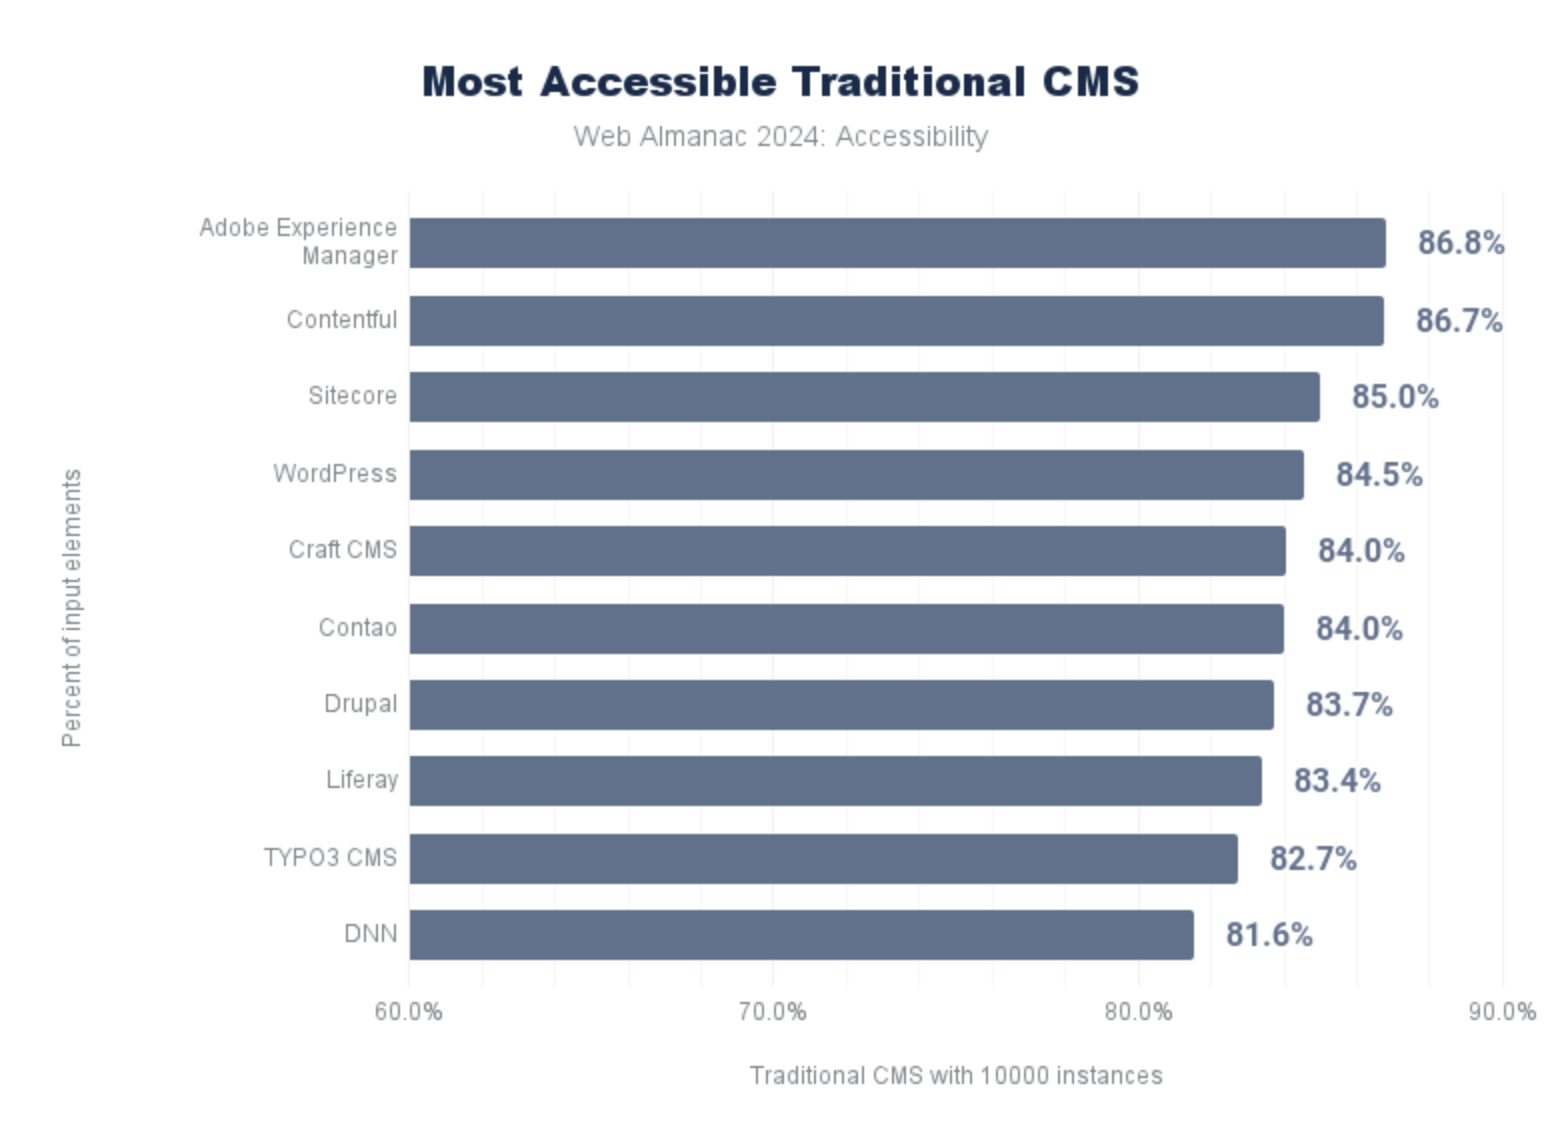 Most Accessible Traditional CMS
Web Almanac 2024: Accessibility
Percent of input elements
Adobe Experience
Manager
86.8%
Contentful
86.7%
Sitecore
85.0%
WordPress
84.5%
Craft CMS
84.0%
Contao
84.0%
Drupal
83.7%
Liferay
83.4%
TYPO3 CMS
82.7%
DNN
81.6%
60.0%
70.0%
80.0%
90.0%
Traditional CMS with 10000 instances